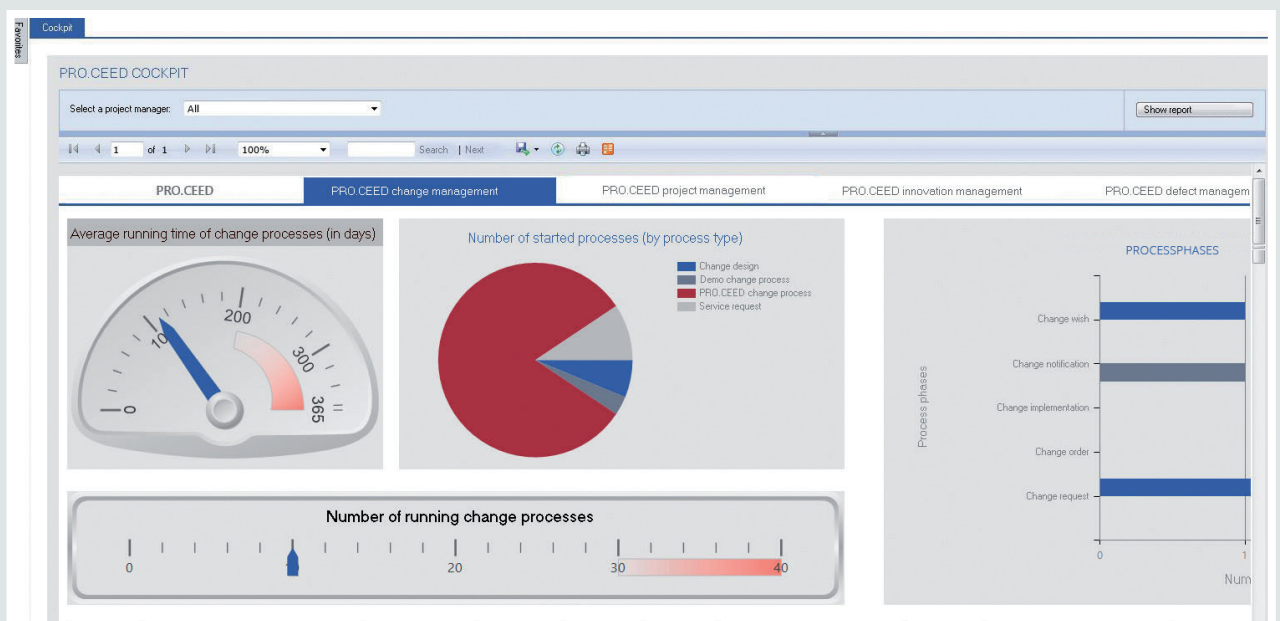 Favorites
Cockpit
PRO.CEED COCKPIT
Select a project manager: All
Show report
1 of 1 100% Search | Next
PRO.CEED
PRO.CEED change management
PRO.CEED project management
PRO.CEED innovation management
PRO.CEED defect managem
Average running time of change processes (in days)
0
100
200
300
365
Number of started processes (by process type)
Change design
Demo change process
PRO.CEED change process
Service request
PROCESSPHASES
Process phases
Change wish
Change notification
Change implementation
Change order
Change request
0 1
Num
Number of running change processes
0 10 20 30 40